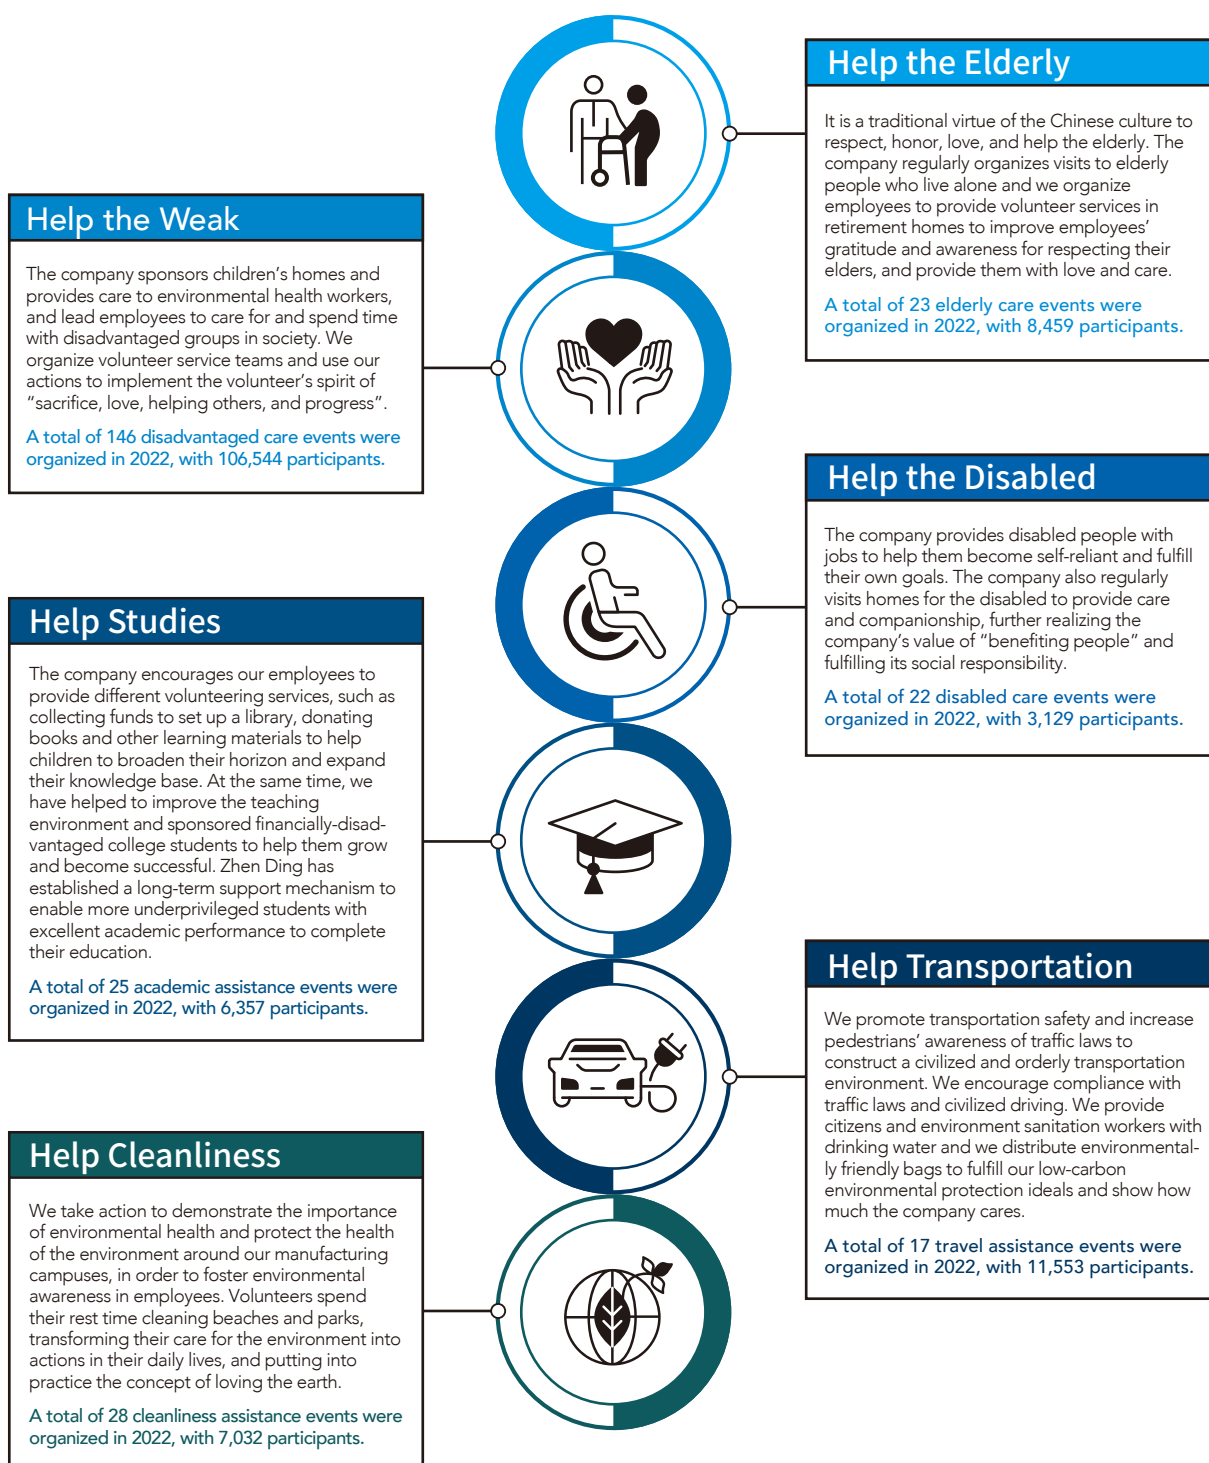 Help the Elderly
It is a traditional virtue of the Chinese culture to
respect, honor, love, and help the elderly. The
company regularly organizes visits to elderly
people who live alone and we organize
employees to provide volunteer services in
retirement homes to improve employees’
gratitude and awareness for respecting their
elders, and provide them with love and care.
A total of 23 elderly care events were
organized in 2022, with 8,459 participants.
Help the Weak
The company sponsors children’s homes and
provides care to environmental health workers,
and lead employees to care for and spend time
with disadvantaged groups in society. We
organize volunteer service teams and use our
actions to implement the volunteer’s spirit of
“sacrifice, love, helping others, and progress”.
A total of 146 disadvantaged care events were
organized in 2022, with 106,544 participants.
Help the Disabled
The company provides disabled people with
jobs to help them become self-reliant and fulfill
their own goals. The company also regularly
visits homes for the disabled to provide care
and companionship, further realizing the
company’s value of “benefiting people” and
fulfilling its social responsibility.
A total of 22 disabled care events were
organized in 2022, with 3,129 participants.
Help Studies
The company encourages our employees to
provide different volunteering services, such as
collecting funds to set up a library, donating
books and other learning materials to help
children to broaden their horizon and expand
their knowledge base. At the same time, we
have helped to improve the teaching
environment and sponsored financially-disad-
vantaged college students to help them grow
and become successful. Zhen Ding has
established a long-term support mechanism to
enable more underprivileged students with
excellent academic performance to complete
their education.
A total of 25 academic assistance events were
organized in 2022, with 6,357 participants.
Help Transportation
We promote transportation safety and increase
pedestrians’ awareness of traffic laws to
construct a civilized and orderly transportation
environment. We encourage compliance with
traffic laws and civilized driving. We provide
citizens and environment sanitation workers with
drinking water and we distribute environmental-
ly friendly bags to fulfill our low-carbon
environmental protection ideals and show how
much the company cares.
A total of 17 travel assistance events were
organized in 2022, with 11,553 participants.
Help Cleanliness
We take action to demonstrate the importance
of environmental health and protect the health
of the environment around our manufacturing
campuses, in order to foster environmental
awareness in employees. Volunteers spend
their rest time cleaning beaches and parks,
transforming their care for the environment into
actions in their daily lives, and putting into
practice the concept of loving the earth.
A total of 28 cleanliness assistance events were
organized in 2022, with 7,032 participants.